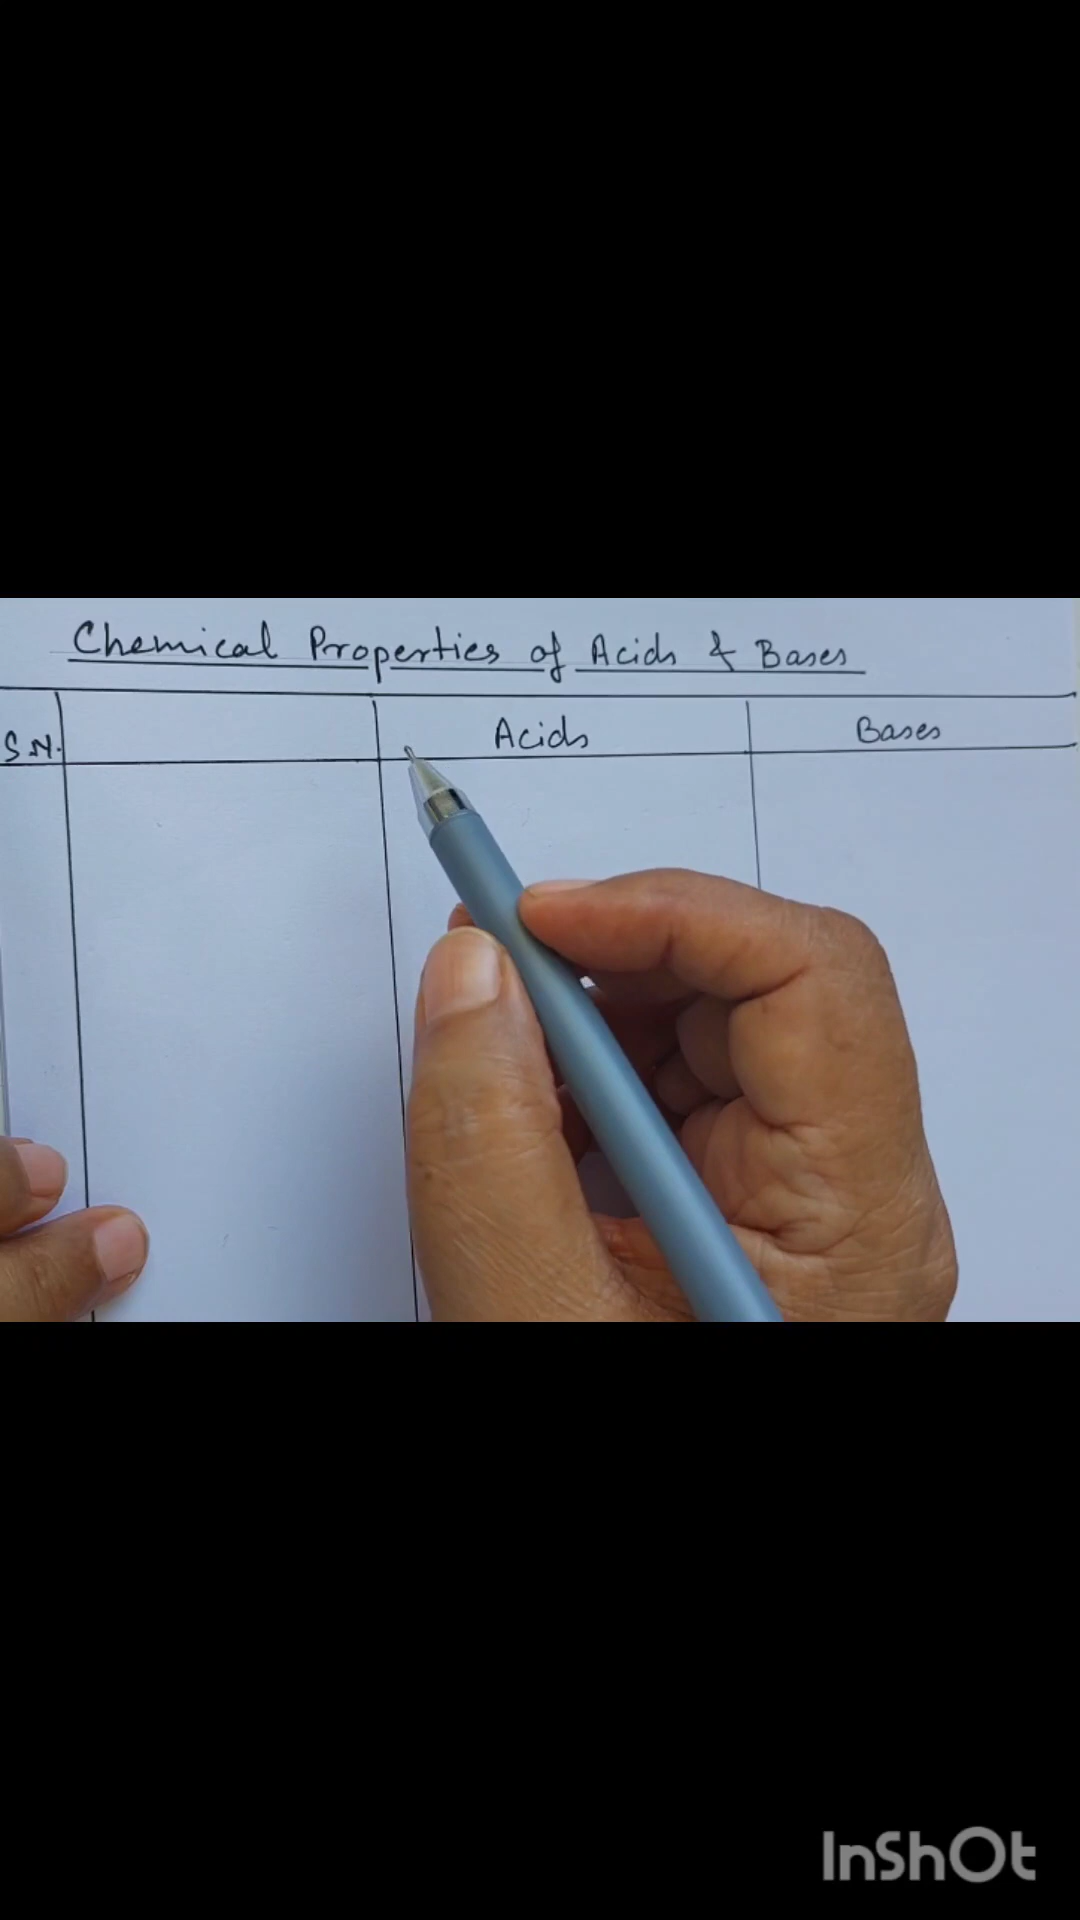 Chemical Properties of Acids & Bases
S.N. Acids Bases
InShOt